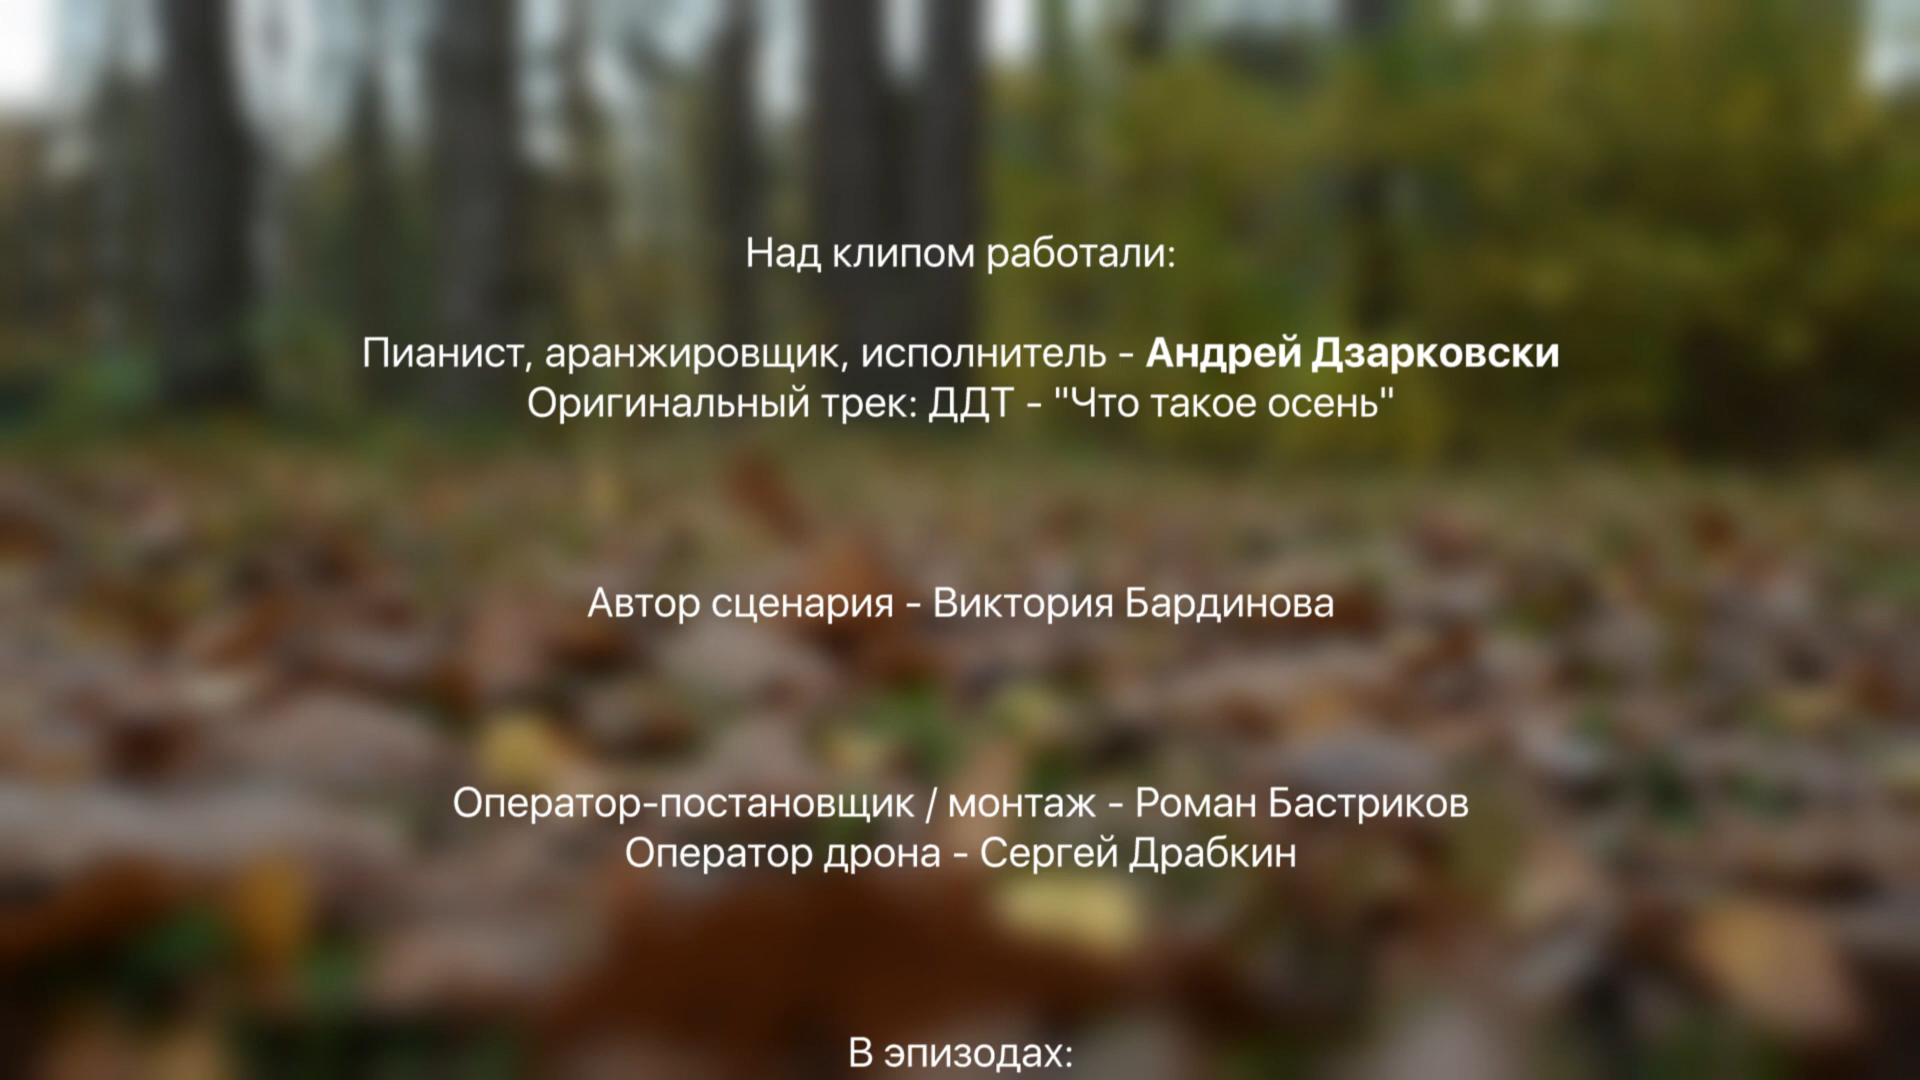 Над клипом работали:
Пианист, аранжировщик, исполнитель - Андрей Дзарковски
Оригинальный трек: ДДТ - "Что такое осень"
Автор сценария - Виктория Бардинова
Оператор-постановщик / монтаж - Роман Бастриков
Оператор дрона - Сергей Драбкин
В эпизодах: